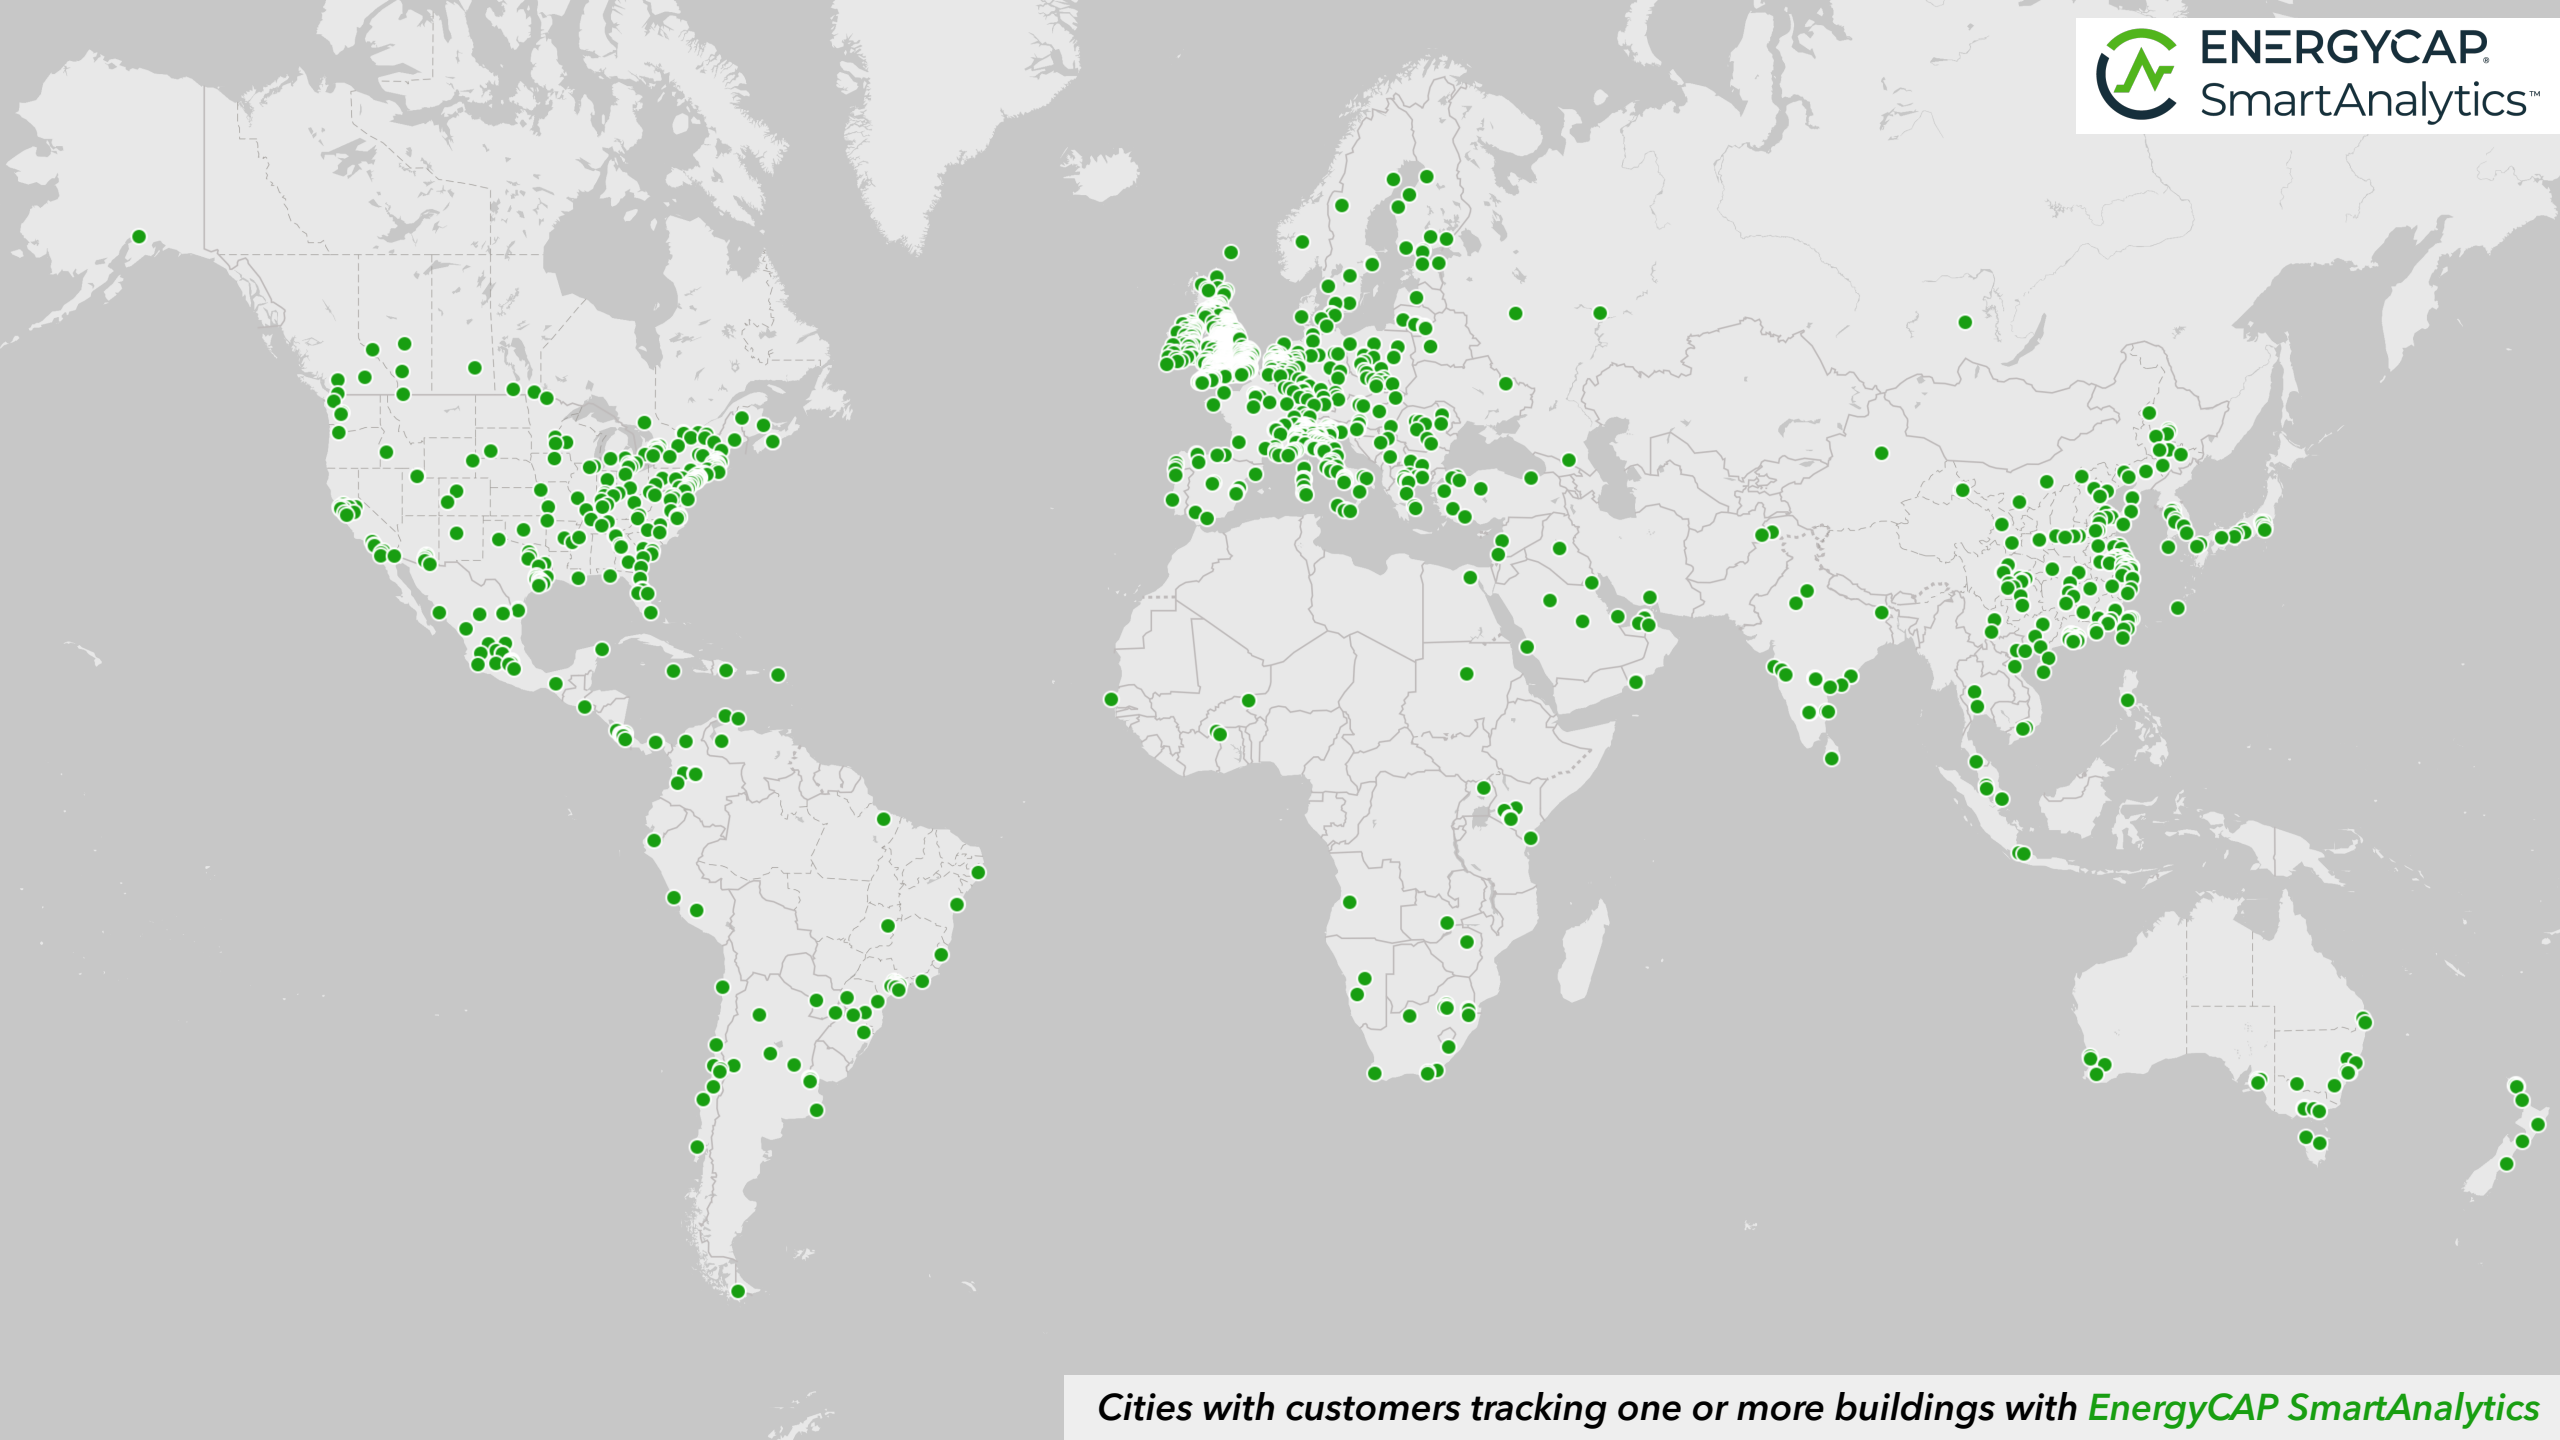 ENERGYCAP®
SmartAnalytics™
Cities with customers tracking one or more buildings with EnergyCAP SmartAnalytics